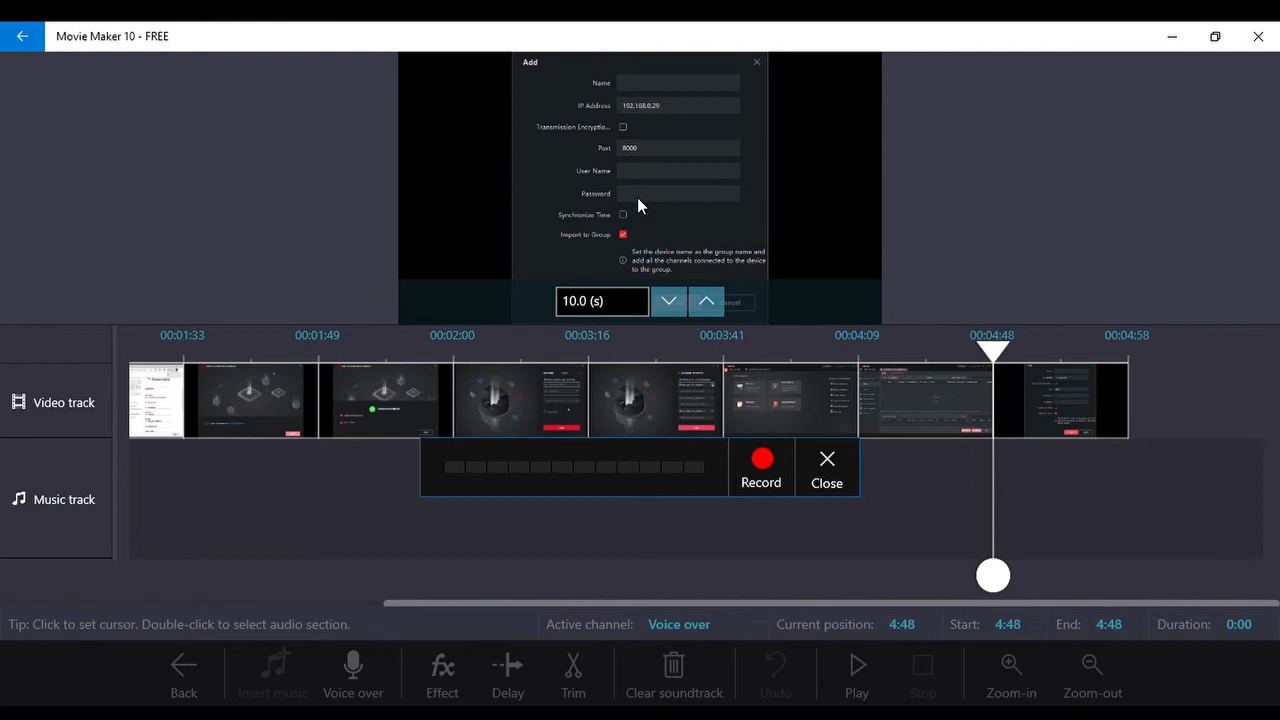 Movie Maker 10 - FREE
Add
Name
IP Address 192.168.0.29
Transmission Encryptio...
Port 8000
User Name
Password
Synchronize Time
Import to Group
Set the device name as the group name and
add all the channels connected to the device
to the group.
10.0 (s)
ncel
00:01:33 00:01:49 00:02:00 00:03:16 00:03:41 00:04:09 00:04:48 00:04:58
Video track
Record Close
Music track
Tip: Click to set cursor. Double-click to select audio section. Active channel: Voice over Current position: 4:48 Start: 4:48 End: 4:48 Duration: 0:00
Back Insert music Voice over Effect Delay Trim Clear soundtrack Undo Play Stop Zoom-in Zoom-out